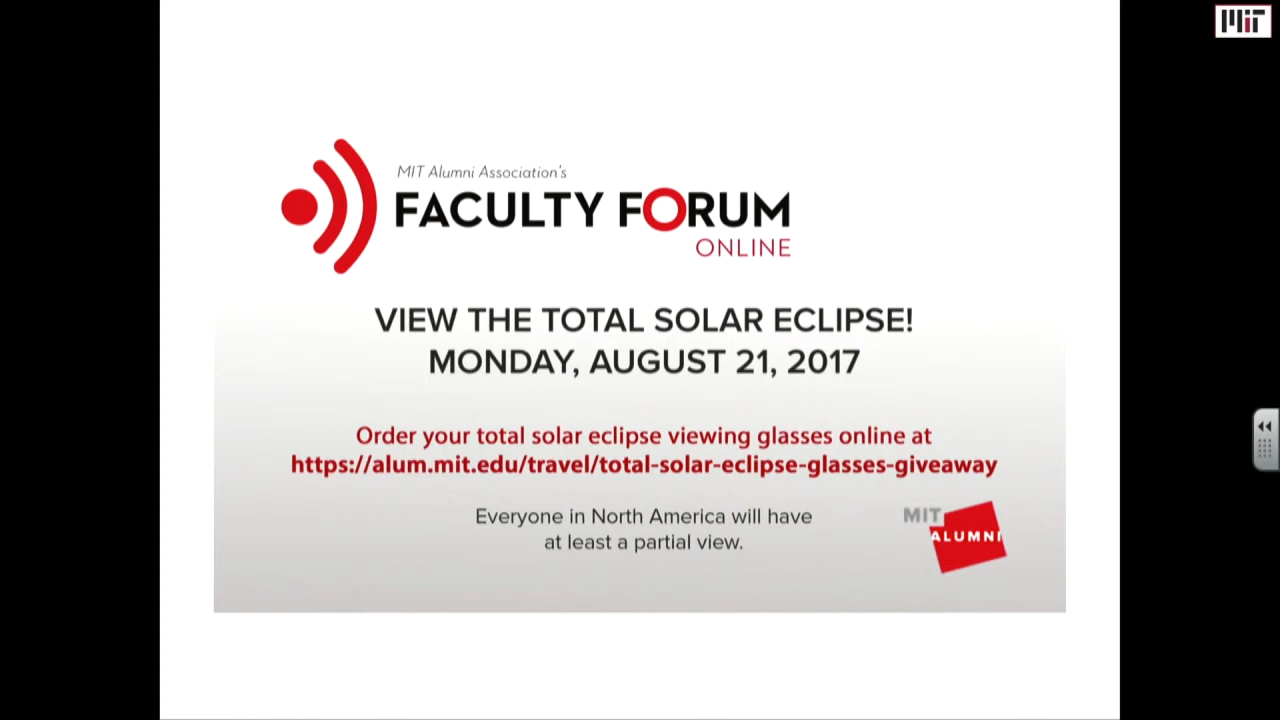 MIT
MIT Alumni Association's
FACULTY FORUM
ONLINE
VIEW THE TOTAL SOLAR ECLIPSE!
MONDAY, AUGUST 21, 2017
Order your total solar eclipse viewing glasses online at
https://alum.mit.edu/travel/total-solar-eclipse-glasses-giveaway
Everyone in North America will have
at least a partial view.
MIT
ALUMNI